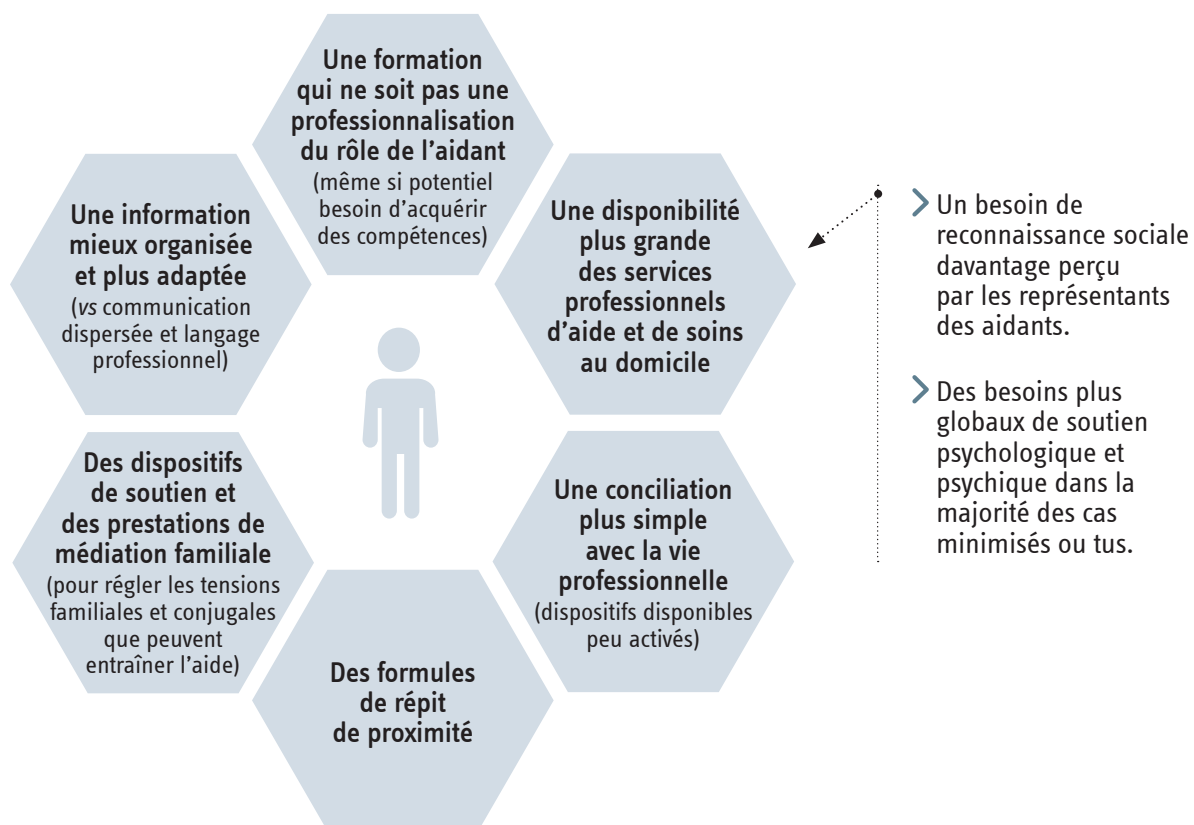 Une formation
qui ne soit pas une
professionnalisation
du rôle de l'aidant
(même si potentiel
besoin d'acquérir
des compétences)
Une information
mieux organisée
et plus adaptée
(vs communication
dispersée et langage
professionnel)
Une disponibilité
plus grande
des services
professionnels
d'aide et de soins
au domicile
Des dispositifs
de soutien et
des prestations de
médiation familiale
(pour régler les tensions
familiales et conjugales
que peuvent
entraîner l'aide)
Une conciliation
plus simple
avec la vie
professionnelle
(dispositifs disponibles
peu activés)
Des formules
de répit
de proximité
Un besoin de
reconnaissance sociale
davantage perçu
par les représentants
des aidants.
Des besoins plus
globaux de soutien
psychologique et
psychique dans la
majorité des cas
minimisés ou tus.